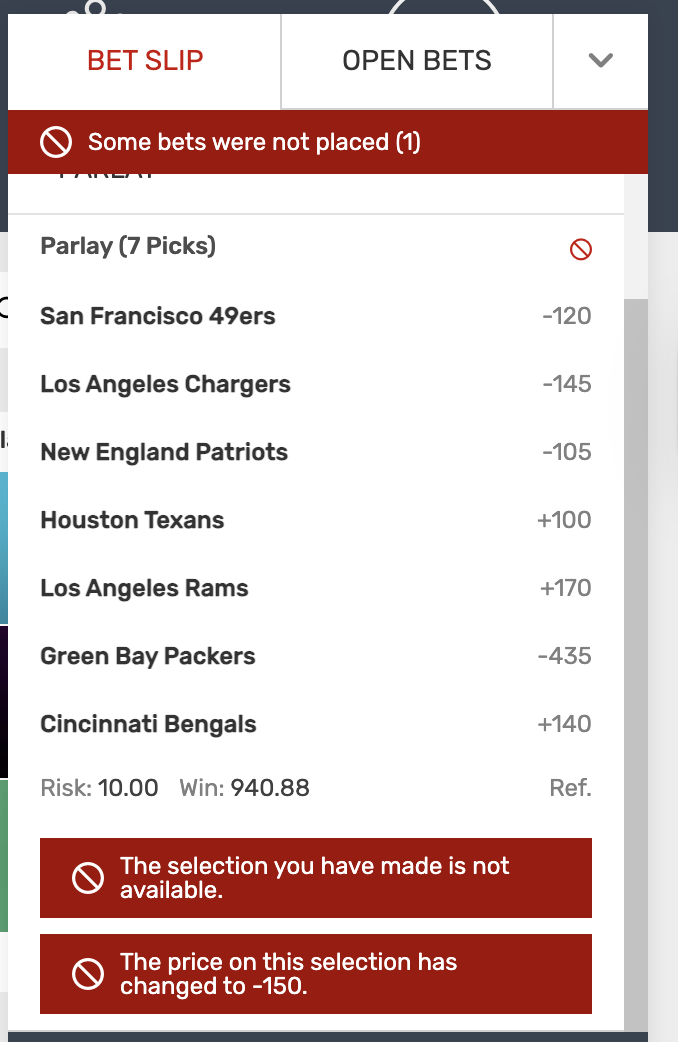 BET SLIP
OPEN BETS
Some bets were not placed (1)
PARLAY
Parlay (7 Picks)
San Francisco 49ers -120
Los Angeles Chargers -145
New England Patriots -105
Houston Texans +100
Los Angeles Rams +170
Green Bay Packers -435
Cincinnati Bengals +140
Risk: 10.00 Win: 940.88 Ref.
The selection you have made is not
available.
The price on this selection has
changed to -150.